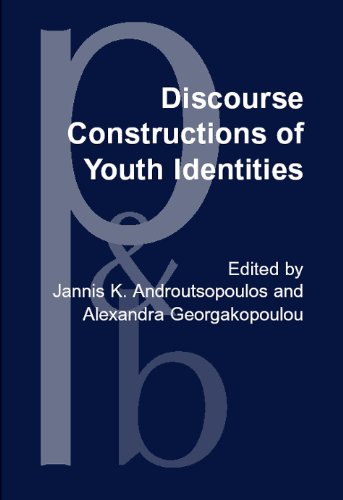 p
&
b
Discourse
Constructions of
Youth Identities
Edited by
Jannis K. Androutsopoulos and
Alexandra Georgakopoulou